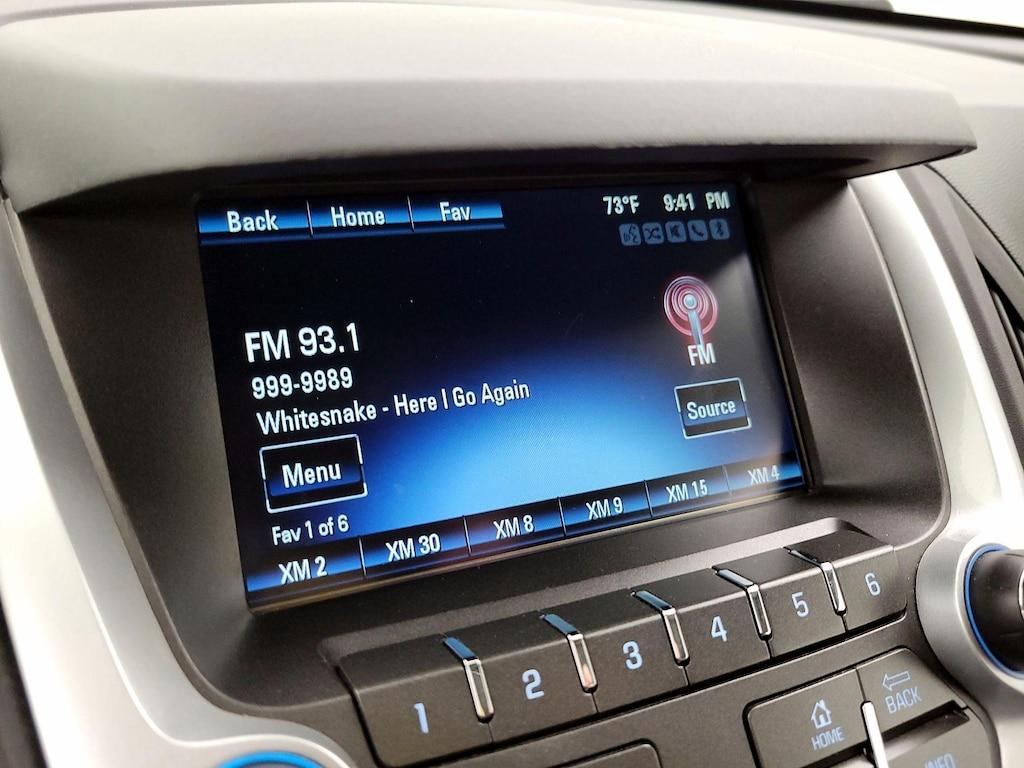 Back Home Fav 73°F 9:41 PM
FM 93.1
999-9989
Whitesnake - Here I Go Again
FM
Source
Menu
Fav 1 of 6
XM 2 XM 30 XM 8 XM 9 XM 15 XM 4
1 2 3 4 5 6
HOME BACK
INFO